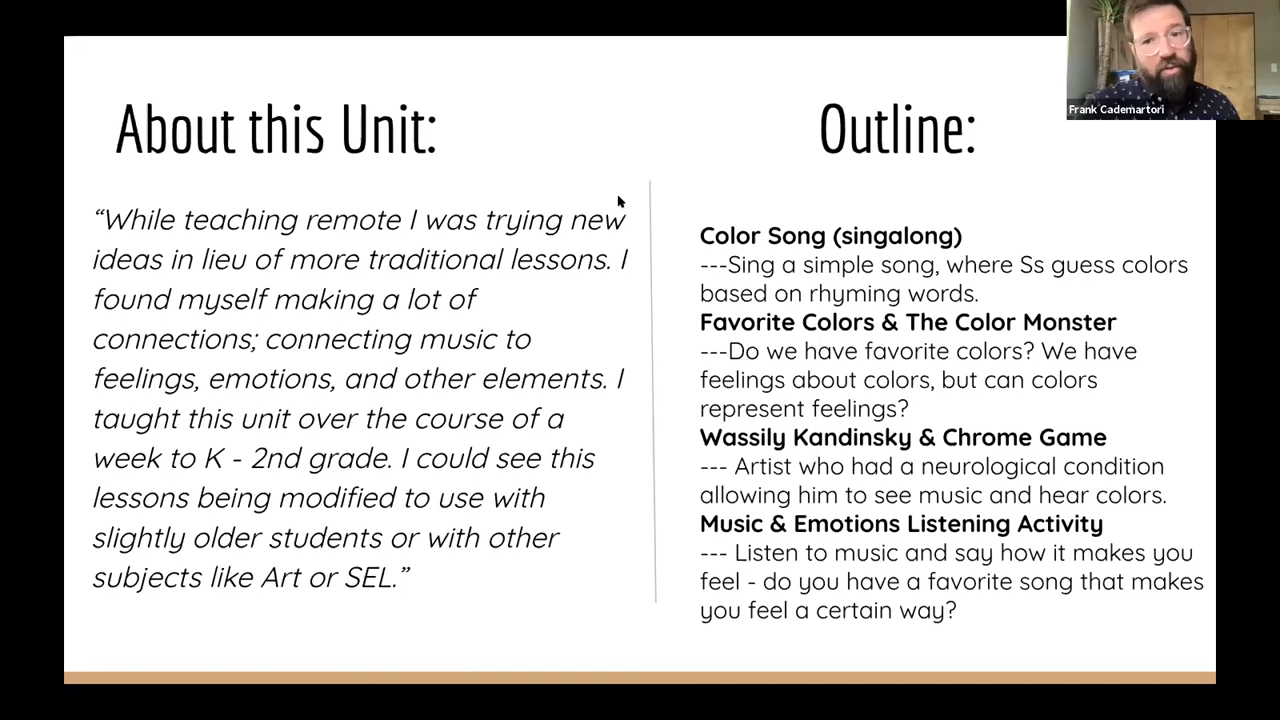 About this Unit:
“While teaching remote I was trying new
ideas in lieu of more traditional lessons. I
found myself making a lot of
connections; connecting music to
feelings, emotions, and other elements. I
taught this unit over the course of a
week to K - 2nd grade. I could see this
lessons being modified to use with
slightly older students or with other
subjects like Art or SEL.”
Outline:
Color Song (singalong)
---Sing a simple song, where Ss guess colors
based on rhyming words.
Favorite Colors & The Color Monster
---Do we have favorite colors? We have
feelings about colors, but can colors
represent feelings?
Wassily Kandinsky & Chrome Game
--- Artist who had a neurological condition
allowing him to see music and hear colors.
Music & Emotions Listening Activity
--- Listen to music and say how it makes you
feel - do you have a favorite song that makes
you feel a certain way?
Frank Cademartori